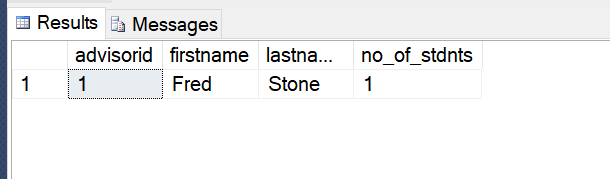 Results Messages
advisorid firstname lastna... no_of_stdnts
1 1 Fred Stone 1